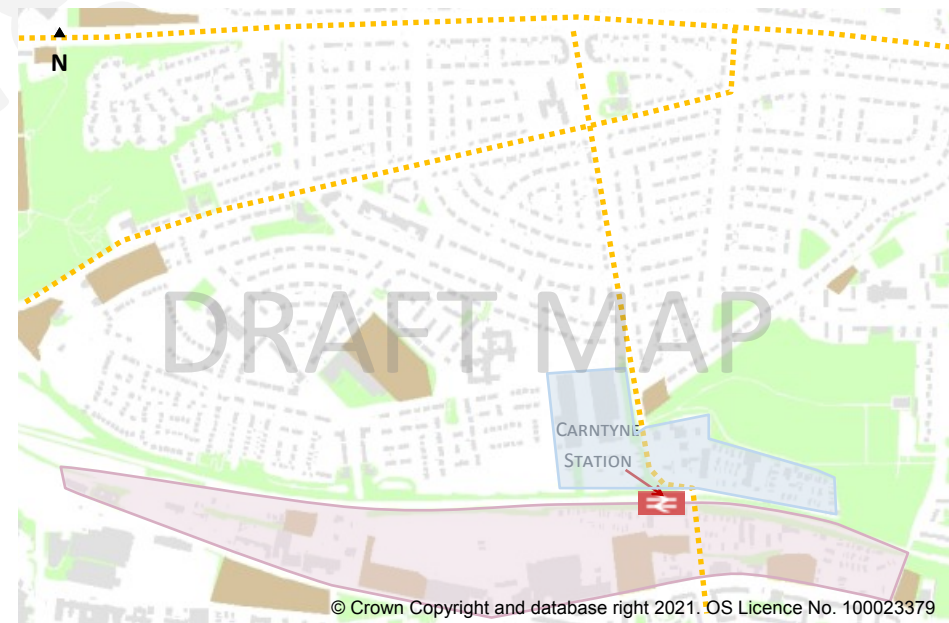 N
DRAFT MAP
CARNTYNE
STATION
© Crown Copyright and database right 2021. OS Licence No. 100023379